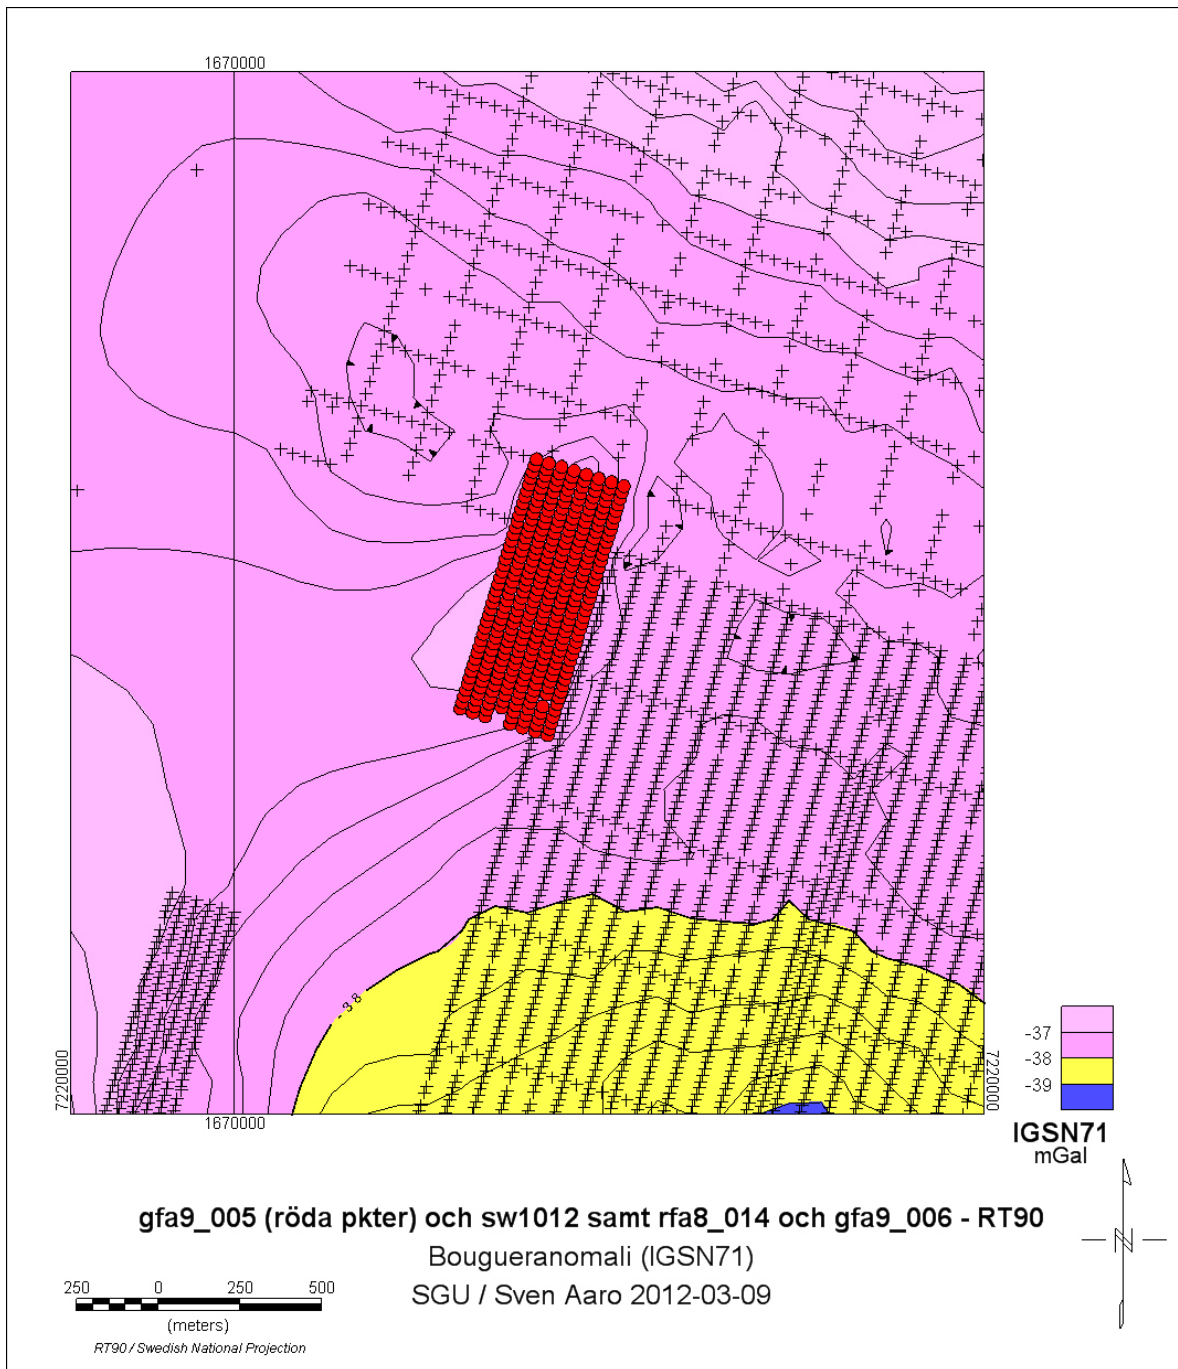 1670000
-38
7220000
1670000
7220000
-37
-38
-39
IGSN71
mGal
gfa9_005 (röda pkter) och sw1012 samt rfa8_014 och gfa9_006 - RT90
Bougueranomali (IGSN71)
SGU / Sven Aaro 2012-03-09
250 0 250 500
(meters)
RT90 / Swedish National Projection
N